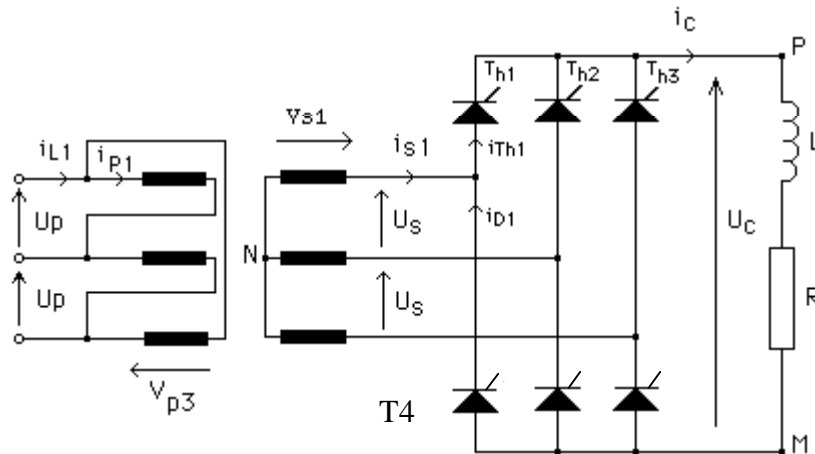 iC
P
Th1
Th2
Th3
Vs1
iL1
iP1
iS1
iTh1
L
Up
US
iD1
UC
N
Up
US
R
Vp3
T4
M